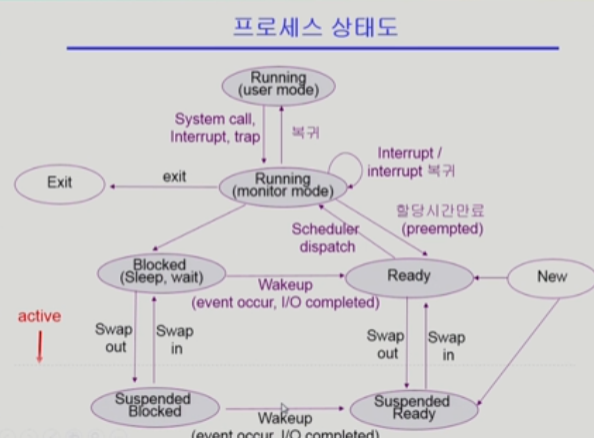 프로세스 상태도
Running
(user mode)
System call,
Interrupt, trap
복귀
Interrupt /
interrupt 복귀
Exit
exit
Running
(monitor mode)
할당시간만료
(preempted)
Scheduler
dispatch
Blocked
(Sleep, wait)
Wakeup
(event occur, I/O completed)
Ready
New
active
Swap
out
Swap
in
Swap
out
Swap
in
Suspended
Blocked
Wakeup
(event occur, I/O completed)
Suspended
Ready